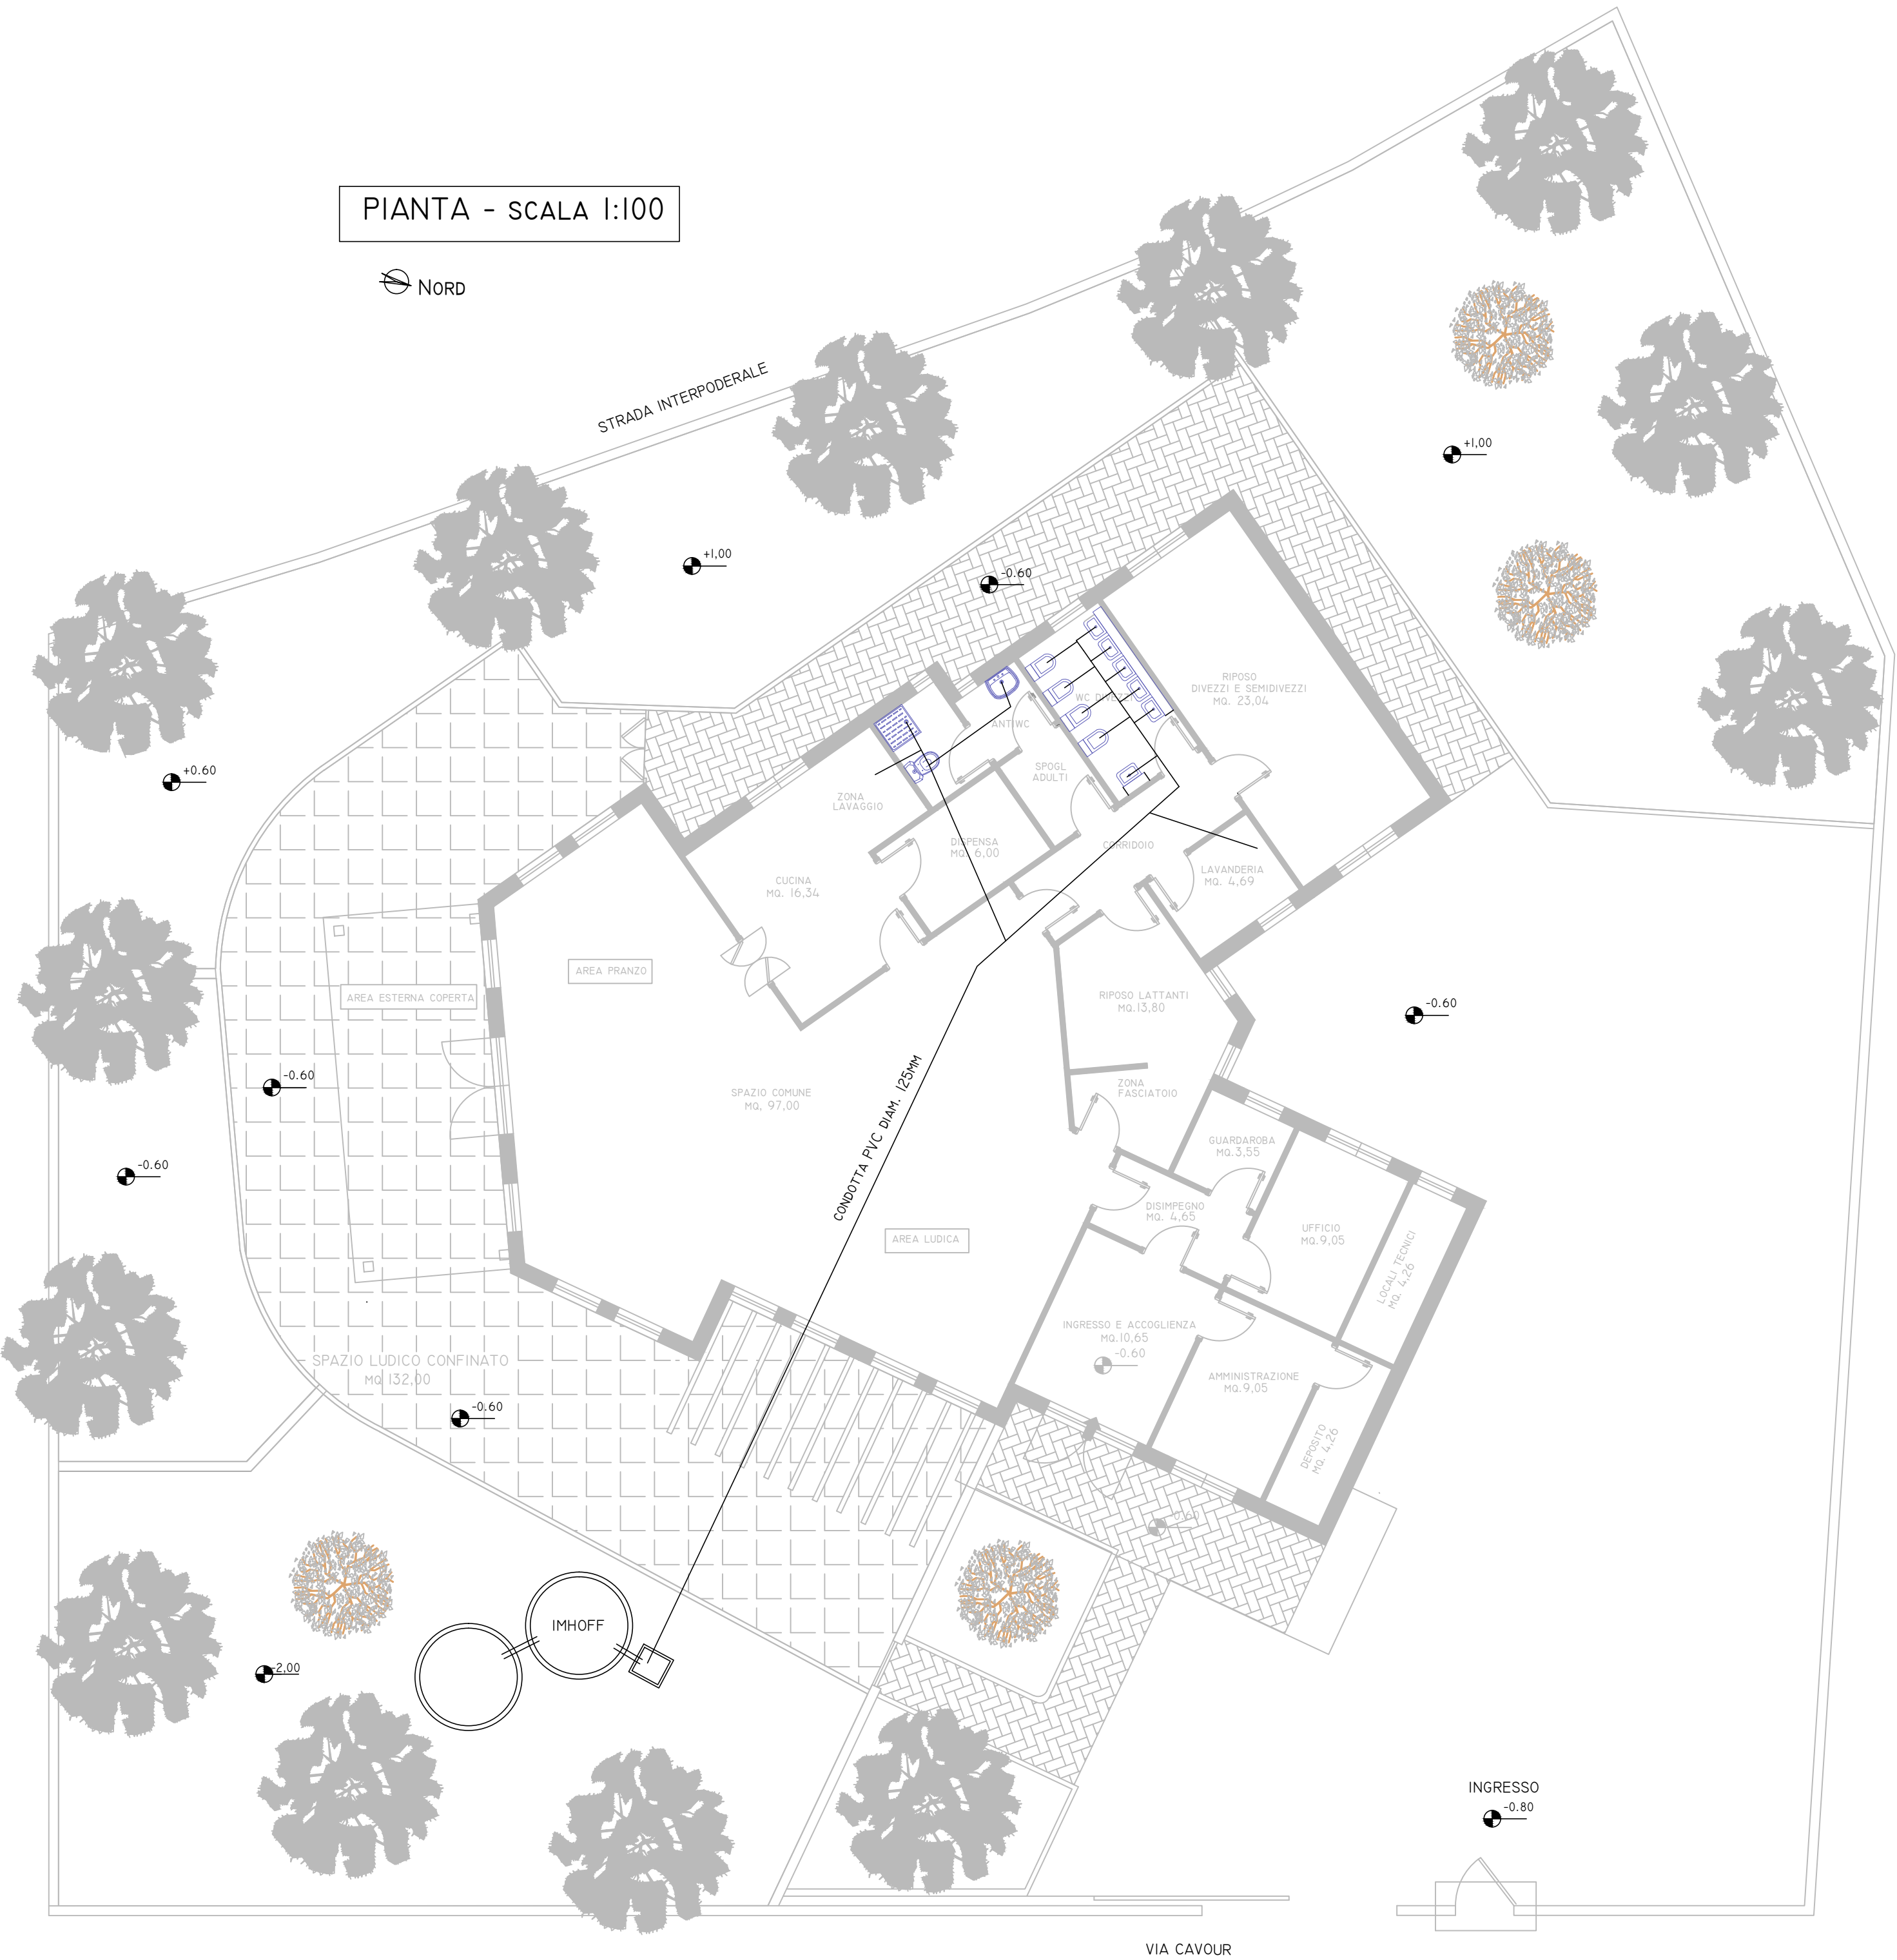 PIANTA - SCALA 1:100
NORD
STRADA INTERPODERALE
+1,00
+1,00
-0.60
+0.60
RIPOSO
DIVEZZI E SEMIDIVEZZI
MQ. 23,04
WC DIVEZZI
ANTIWC
SPOGL
ADULTI
ZONA
LAVAGGIO
DISPENSA
MQ. 6,00
CORRIDOIO
LAVANDERIA
MQ. 4,69
CUCINA
MQ. 16,34
AREA PRANZO
AREA ESTERNA COPERTA
RIPOSO LATTANTI
MQ.13,80
-0.60
-0.60
-0.60
SPAZIO COMUNE
MQ. 97,00
ZONA
FASCIATOIO
CONDOTTA PVC DIAM. 125MM
GUARDAROBA
MQ.3,55
DISIMPEGNO
MQ. 4,65
UFFICIO
MQ.9,05
LOCALI TECNICI
MQ. 4,26
AREA LUDICA
INGRESSO E ACCOGLIENZA
MQ.10,65
-0.60
AMMINISTRAZIONE
MQ.9,05
DEPOSITO
MQ. 4,26
SPAZIO LUDICO CONFINATO
MQ 132,00
-0.60
-0.60
IMHOFF
-2,00
INGRESSO
-0.80
VIA CAVOUR